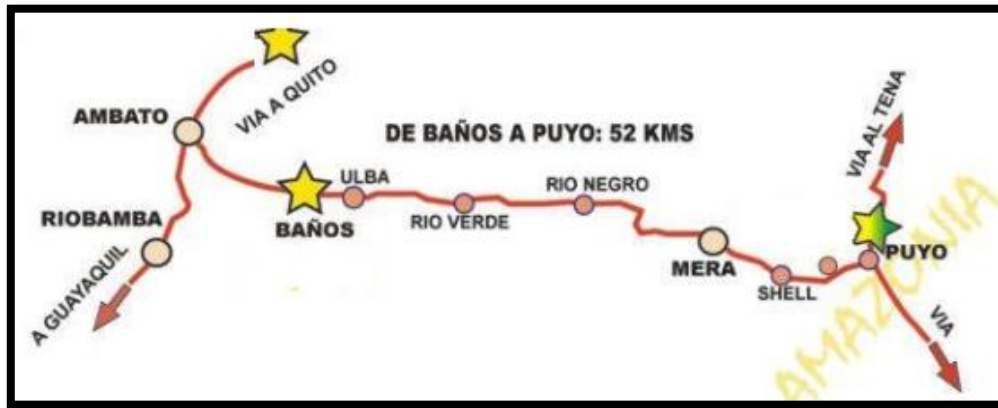 VIA A QUITO
AMBATO
DE BAÑOS A PUYO: 52 KMS
VIA AL TENA
ULBA
RIO NEGRO
RIOBAMBA
BAÑOS
RIO VERDE
PUYO
MERA
A GUAYAQUIL
SHELL
VIA
AMAZONIA